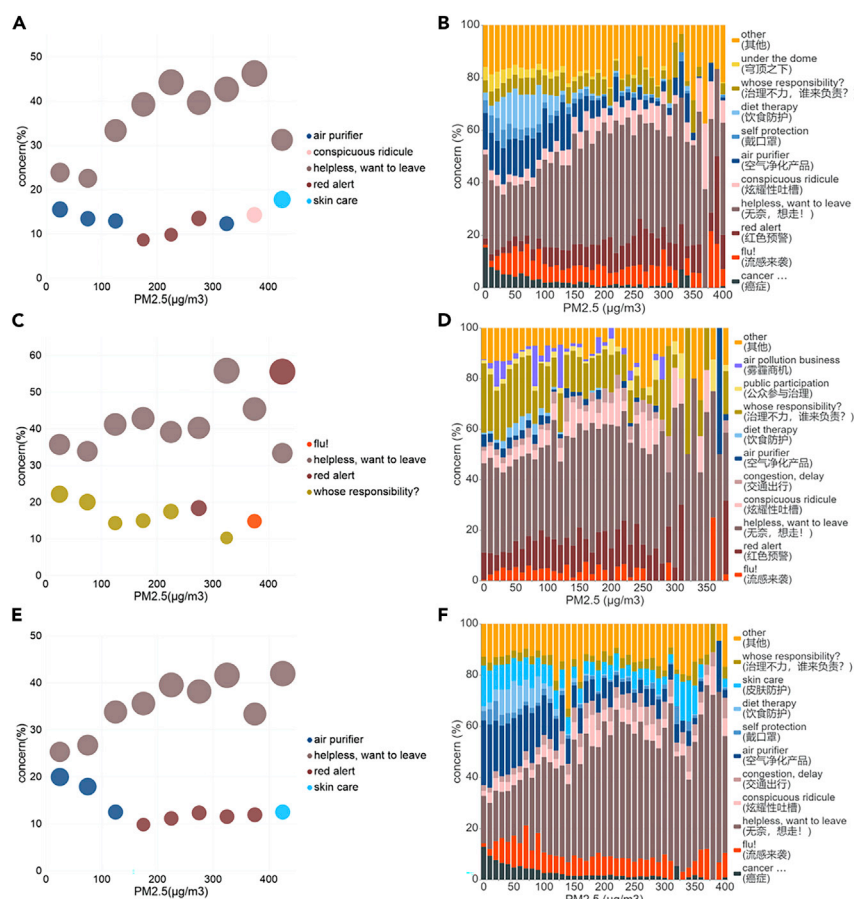 A
concern(%)
50
40
30
20
10
0
0
100
200
300
400
PM2.5(µg/m3)
air purifier
conspicuous ridicule
helpless, want to leave
red alert
skin care
B
concern (%)
100
80
60
40
20
0
0
50
100
150
200
250
300
350
400
PM2.5 (µg/m3)
other
(其他)
under the dome
(穹顶之下)
whose responsibility?
(治理不力，谁来负责?
diet therapy
(饮食防护)
self protection
(戴口罩)
air purifier
(空气净化产品)
conspicuous ridicule
(炫耀性吐槽)
helpless, want to leave
(无奈，想走！)
red alert
(红色预警)
flu!
(流感来袭)
cancer ...
(癌症)
C
concern(%)
60
50
40
30
20
10
0
0
100
200
300
400
PM2.5(µg/m3)
flu!
helpless, want to leave
red alert
whose responsibility?
D
concern (%)
100
80
60
40
20
0
0
50
100
150
200
250
300
350
PM2.5 (µg/m3)
other
(其他)
air pollution business
(雾霾商机)
public participation
(公众参与治理)
whose responsibility?
(治理不力，谁来负责? )
diet therapy
(饮食防护)
air purifier
(空气净化产品)
congestion, delay
(交通出行)
conspicuous ridicule
(炫耀性吐槽)
helpless, want to leave
(无奈，想走！)
red alert
(红色预警)
flu!
(流感来袭)
E
concern(%)
50
40
30
20
10
0
0
100
200
300
400
PM2.5(µg/m3)
air purifier
helpless, want to leave
red alert
skin care
F
concern (%)
100
80
60
40
20
0
0
50
100
150
200
250
300
350
400
PM2.5 (µg/m3)
other
(其他)
whose responsibility?
(治理不力，谁来负责? )
skin care
(皮肤防护)
diet therapy
(饮食防护)
self protection
(戴口罩)
air purifier
(空气净化产品)
congestion, delay
(交通出行)
conspicuous ridicule
(炫耀性吐槽)
helpless, want to leave
(无奈，想走！)
flu!
(流感来袭)
cancer ...
(癌症)